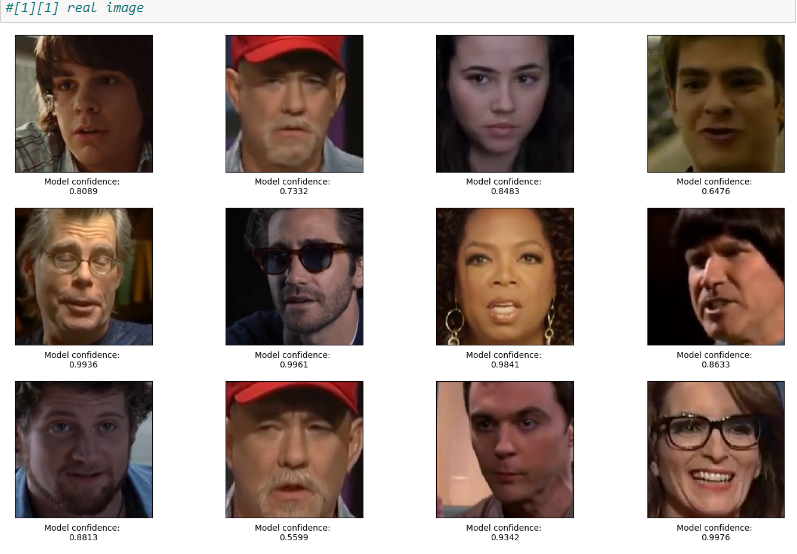 #[1][1] real image
Model confidence:
0.8089
Model confidence:
0.7332
Model confidence:
0.8483
Model confidence:
0.6476
Model confidence:
0.9936
Model confidence:
0.9961
Model confidence:
0.9841
Model confidence:
0.8633
Model confidence:
0.8813
Model confidence:
0.5599
Model confidence:
0.9342
Model confidence:
0.9976